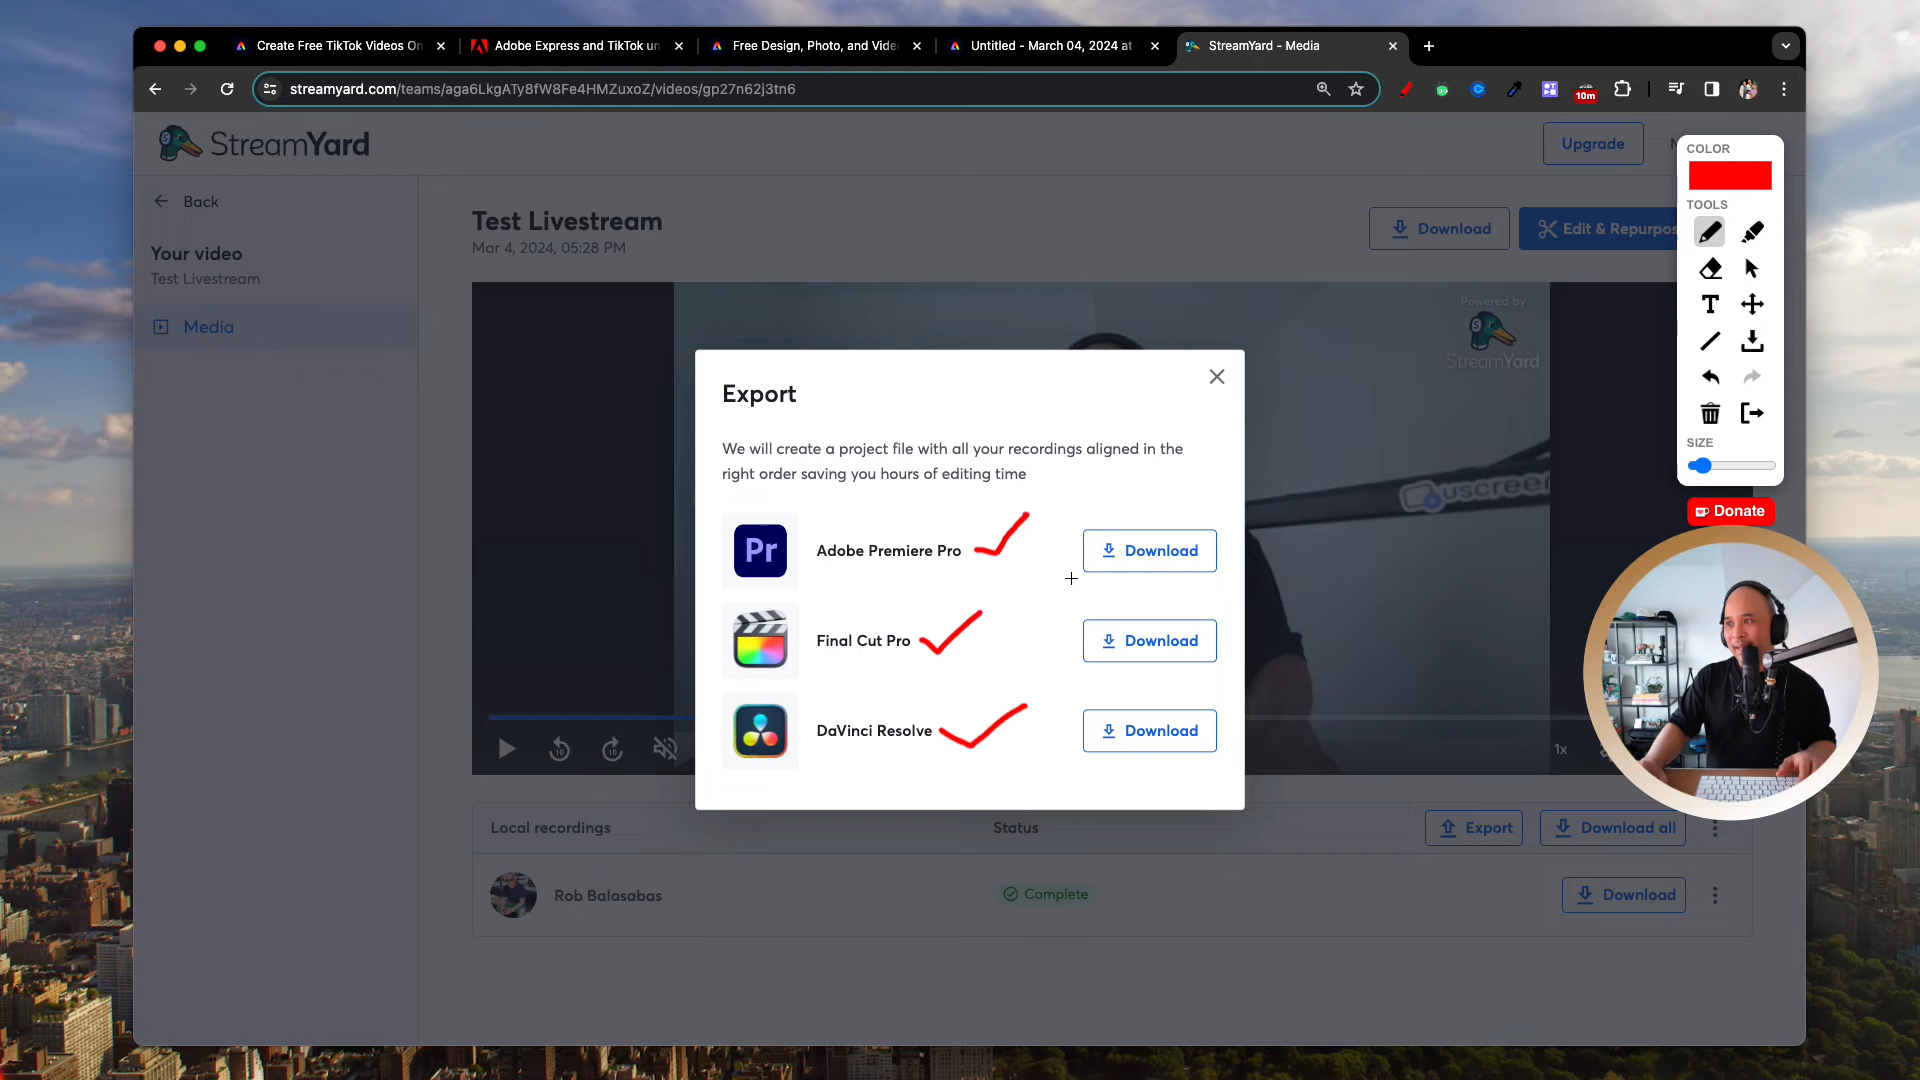 Create Free TikTok Videos On
Adobe Express and TikTok un
Free Design, Photo, and Vide
Untitled - March 04, 2024 at
StreamYard - Media
streamyard.com/teams/aga6LkgATy8fW8Fe4HMZuxoZ/videos/gp27n62j3tn6
10m
StreamYard
Upgrade
COLOR
TOOLS
SIZE
Donate
Back
Your video
Test Livestream
Media
Test Livestream
Mar 4, 2024, 05:28 PM
Download
Edit & Repurpos
Powered by
StreamYard
uscreen
Export
We will create a project file with all your recordings aligned in the
right order saving you hours of editing time
Pr
Adobe Premiere Pro
Download
Final Cut Pro
Download
DaVinci Resolve
Download
10
10
1x
Local recordings
Status
Export
Download all
Rob Balasabas
Complete
Download